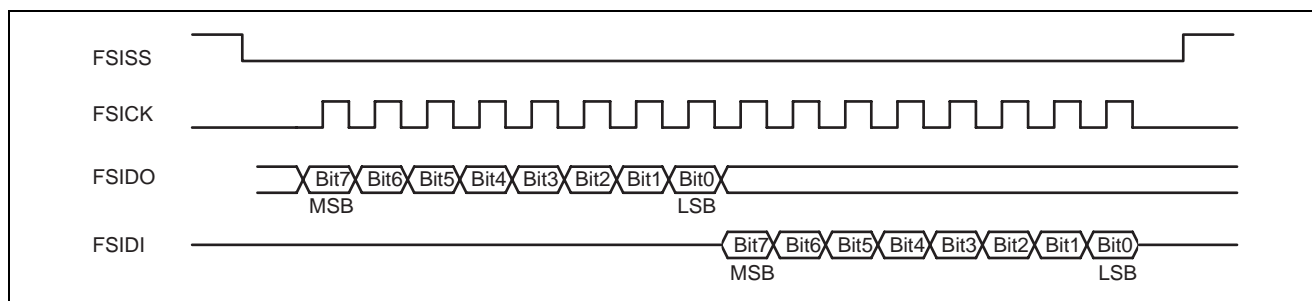 FSISS
FSICK
FSIDO Bit7 Bit6 Bit5 Bit4 Bit3 Bit2 Bit1 Bit0
MSB LSB
FSIDI Bit7 Bit6 Bit5 Bit4 Bit3 Bit2 Bit1 Bit0
MSB LSB